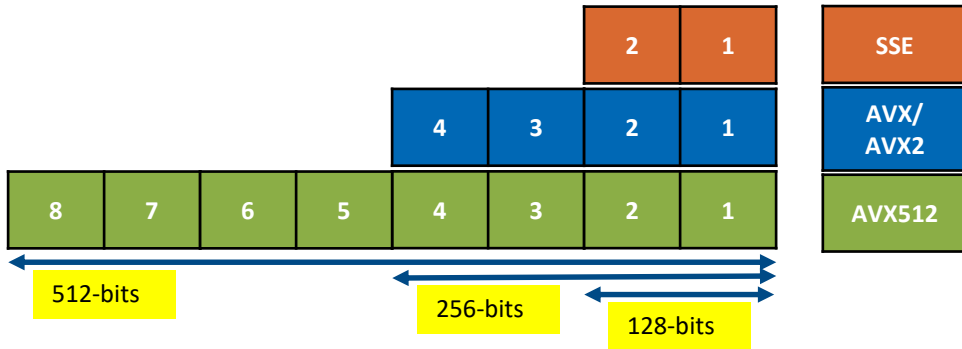 2 1 SSE
4 3 2 1 AVX/
AVX2
8 7 6 5 4 3 2 1 AVX512
512-bits
256-bits
128-bits